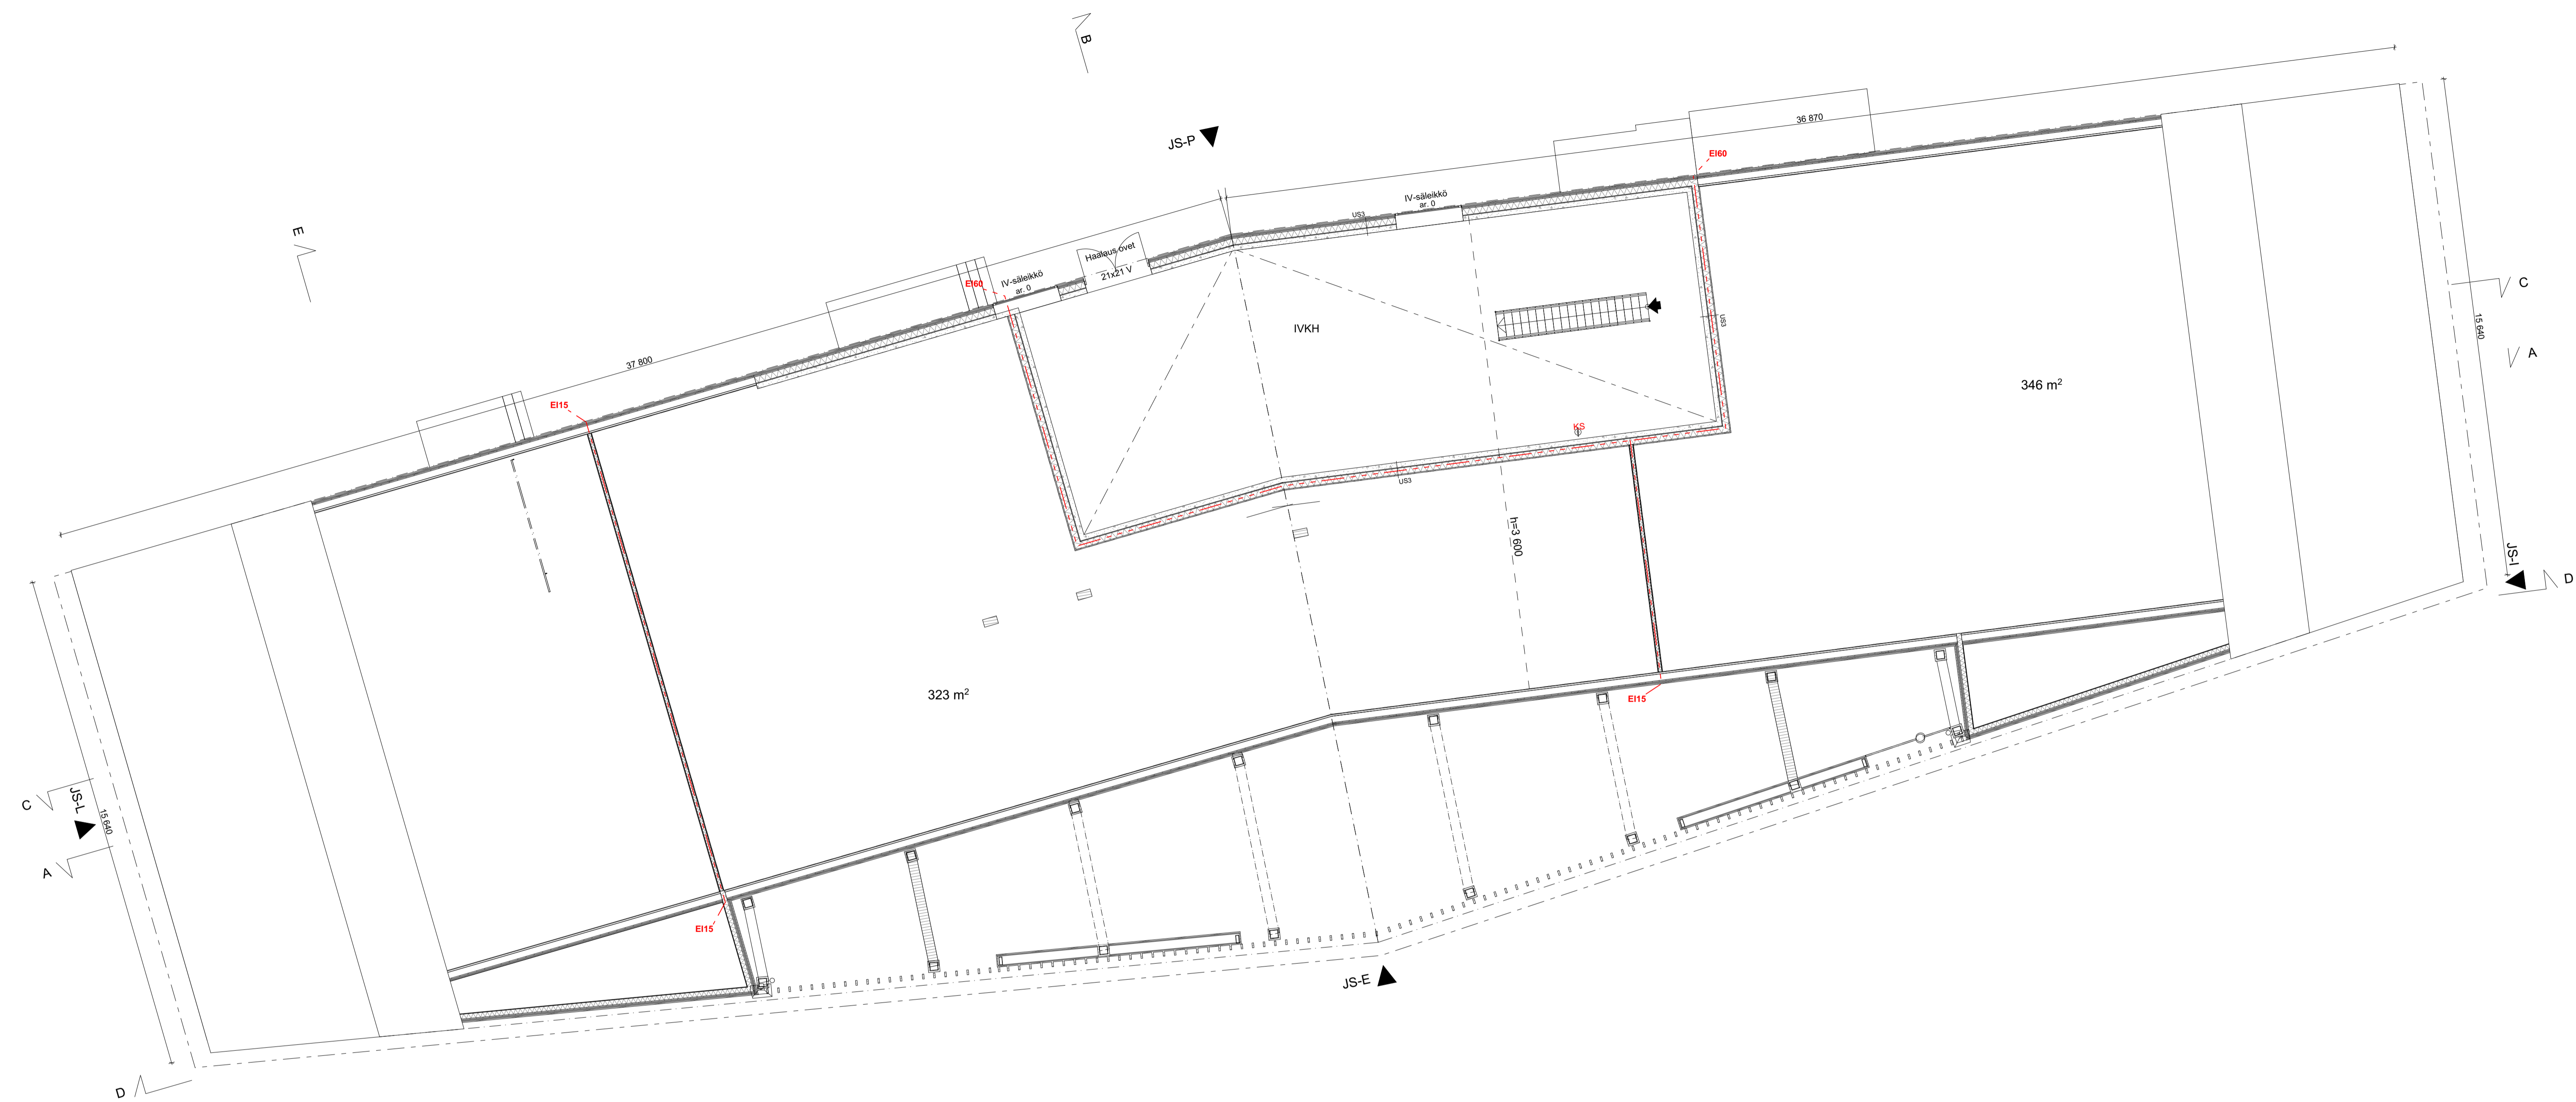 B
36 870
JS-P
EI60
IV-säleikkö
ar. 0
US3
E
Haalaus ovet
21x21 V
IV-säleikkö
ar. 0
EI60
C
15 640
US3
IVKH
A
37 800
346 m²
EI15
KS
US3
h=3 600
JS-I
D
323 m²
EI15
C
JS-L
15 640
A
EI15
JS-E
D